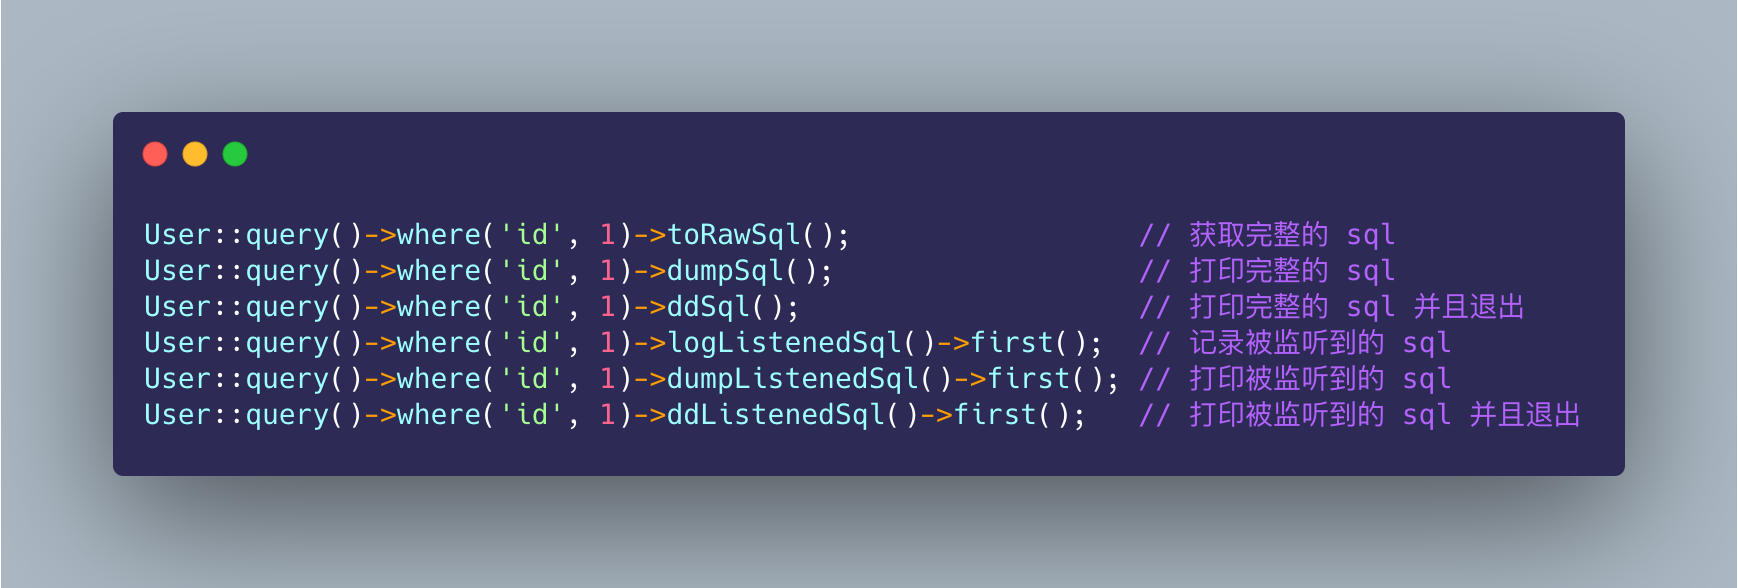 User::query()->where('id', 1)->toRawSql(); // 获取完整的 sql
User::query()->where('id', 1)->dumpSql(); // 打印完整的 sql
User::query()->where('id', 1)->ddSql(); // 打印完整的 sql 并且退出
User::query()->where('id', 1)->logListenedSql()->first(); // 记录被监听到的 sql
User::query()->where('id', 1)->dumpListenedSql()->first(); // 打印被监听到的 sql
User::query()->where('id', 1)->ddListenedSql()->first(); // 打印被监听到的 sql 并且退出